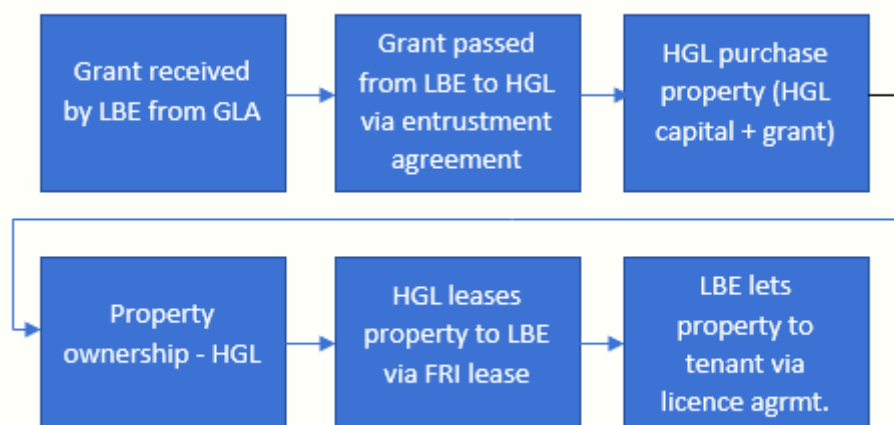 Grant received
by LBE from GLA
Grant passed
from LBE to HGL
via entrustment
agreement
HGL purchase
property (HGL
capital + grant)
Property
ownership - HGL
HGL leases
property to LBE
via FRI lease
LBE lets
property to
tenant via
licence agrmt.